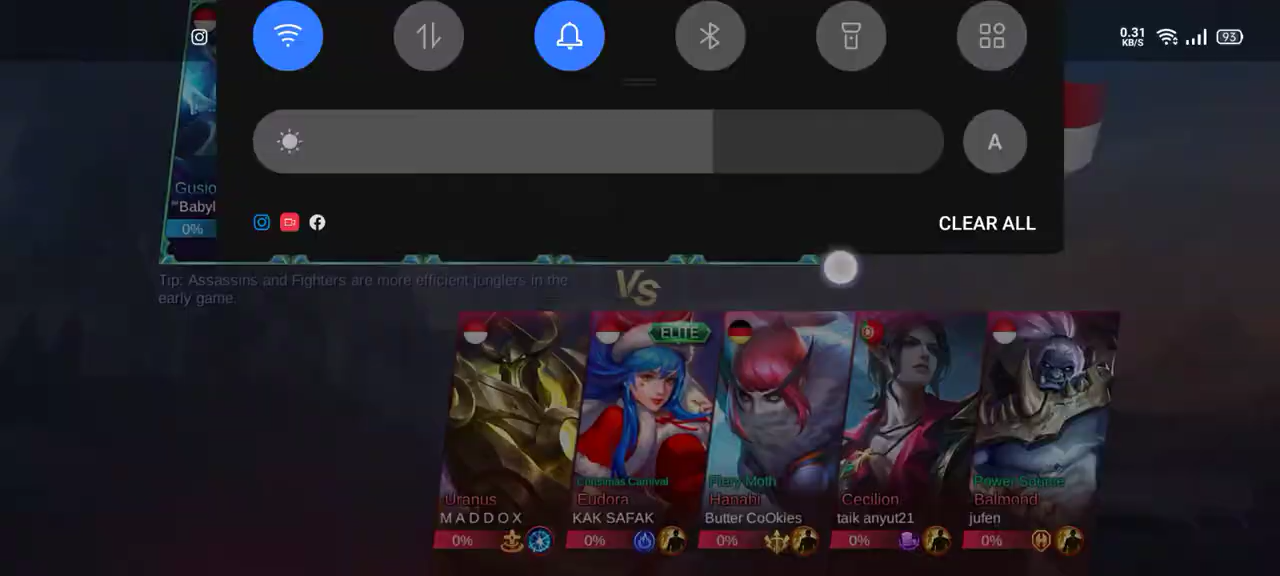 0.31
KB/S
93
A
Gusio
"Babyl
0%
CLEAR ALL
Tip: Assassins and Fighters are more efficient junglers in the
early game.
VS
ELITE
Christmas Carnival
Fiery Moth
Power Source
Uranus
Eudora
Hanabi
Cecilion
Balmond
M A D D O X
KAK SAFAK
Butter CoOkies
taik anyut21
jufen
0%
0%
0%
0%
0%